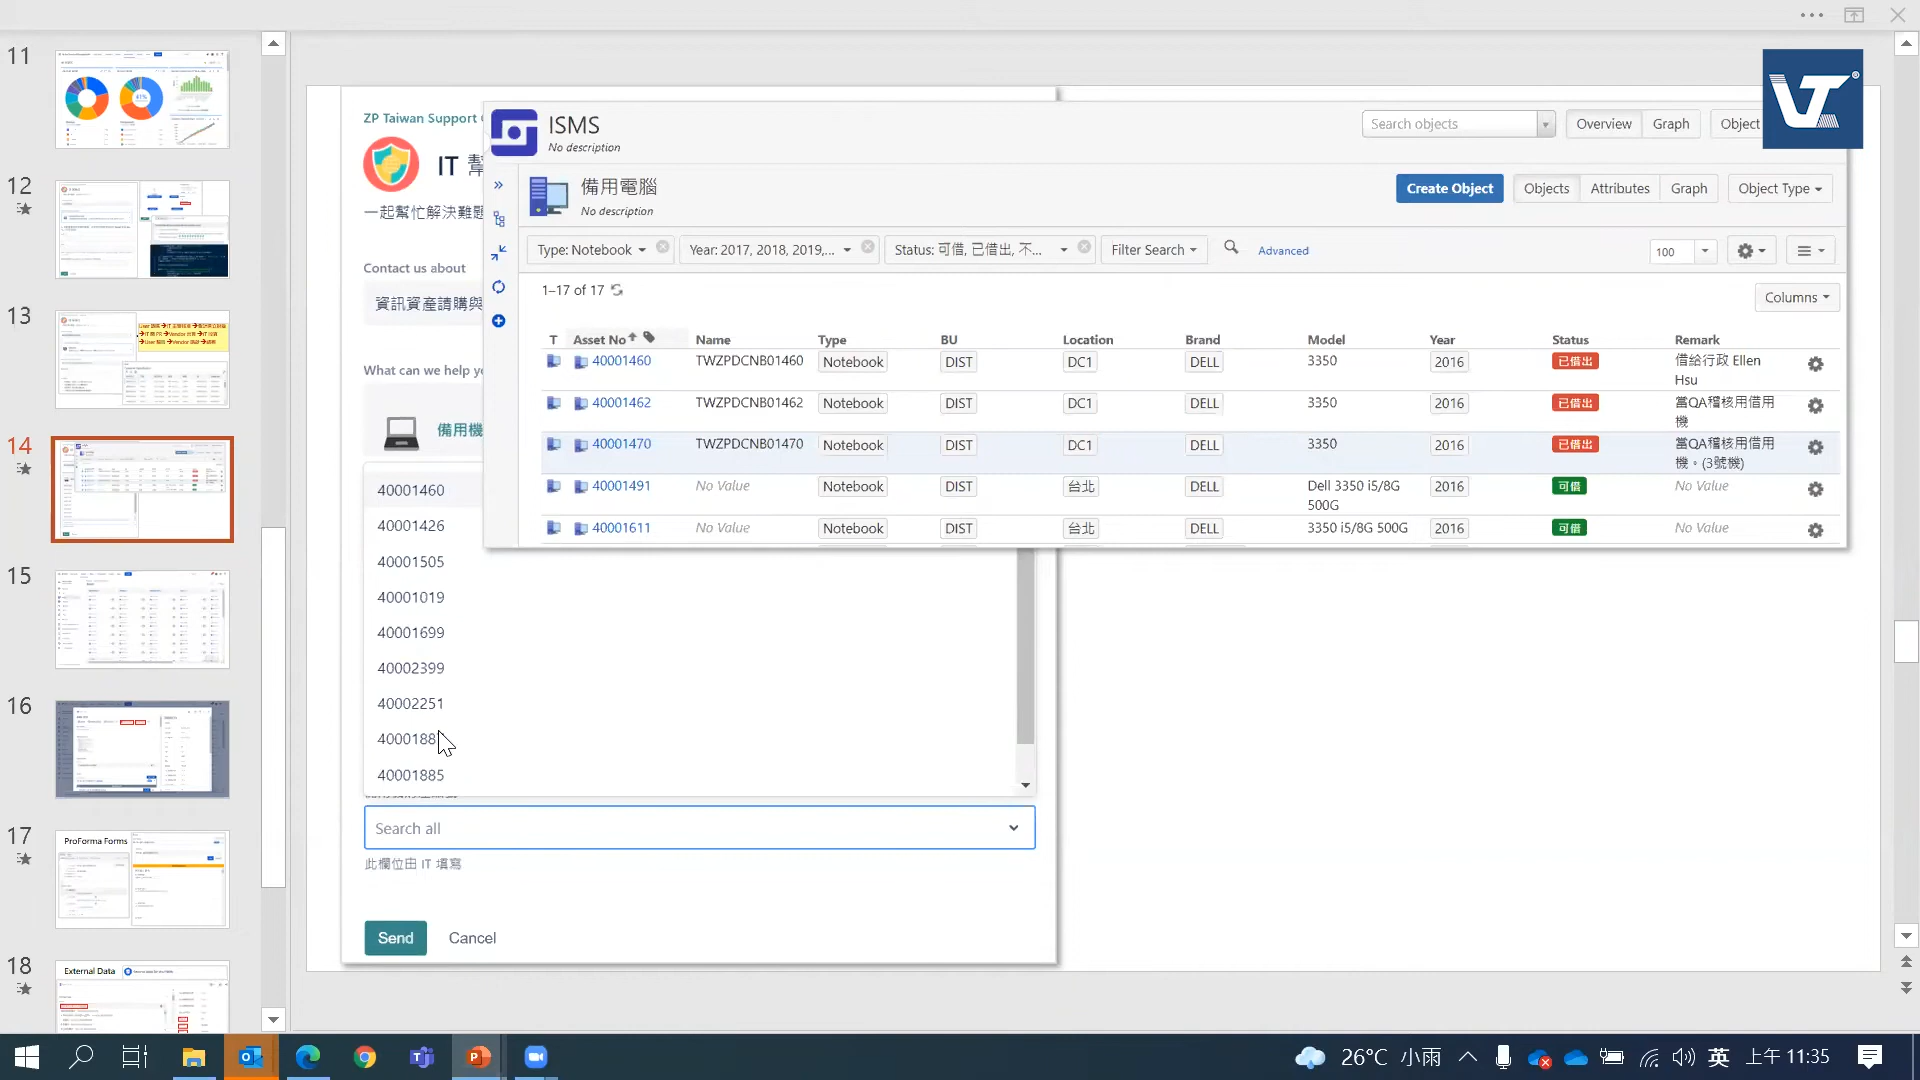 11
12
13
14
15
16
17
ProForma Forms
18
External Data
ZP Taiwan Support
IT 幫
一起幫忙解決難題
Contact us about
資訊資產請購與
What can we help yo
備用機
40001460
40001426
40001505
40001019
40001699
40002399
40002251
4000188
40001885
Search all
此欄位由 IT 填寫
Send Cancel
ISMS
No description
Search objects Overview Graph Object
備用電腦
No description
Create Object Objects Attributes Graph Object Type
Type: Notebook Year: 2017, 2018, 2019,... Status: 可借, 已借出, 不... Filter Search Advanced 100
1–17 of 17
Columns
T Asset No Name Type BU Location Brand Model Year Status Remark
40001460 TWZPDCNB01460 Notebook DIST DC1 DELL 3350 2016 已借出 借給行政 Ellen
Hsu
40001462 TWZPDCNB01462 Notebook DIST DC1 DELL 3350 2016 已借出 當QA稽核用借用
機
40001470 TWZPDCNB01470 Notebook DIST DC1 DELL 3350 2016 已借出 當QA稽核用借用
機。(3號機)
40001491 No Value Notebook DIST 台北 DELL Dell 3350 i5/8G 2016 可借 No Value
500G
40001611 No Value Notebook DIST 台北 DELL 3350 i5/8G 500G 2016 可借 No Value
26°C 小雨 英 上午 11:35